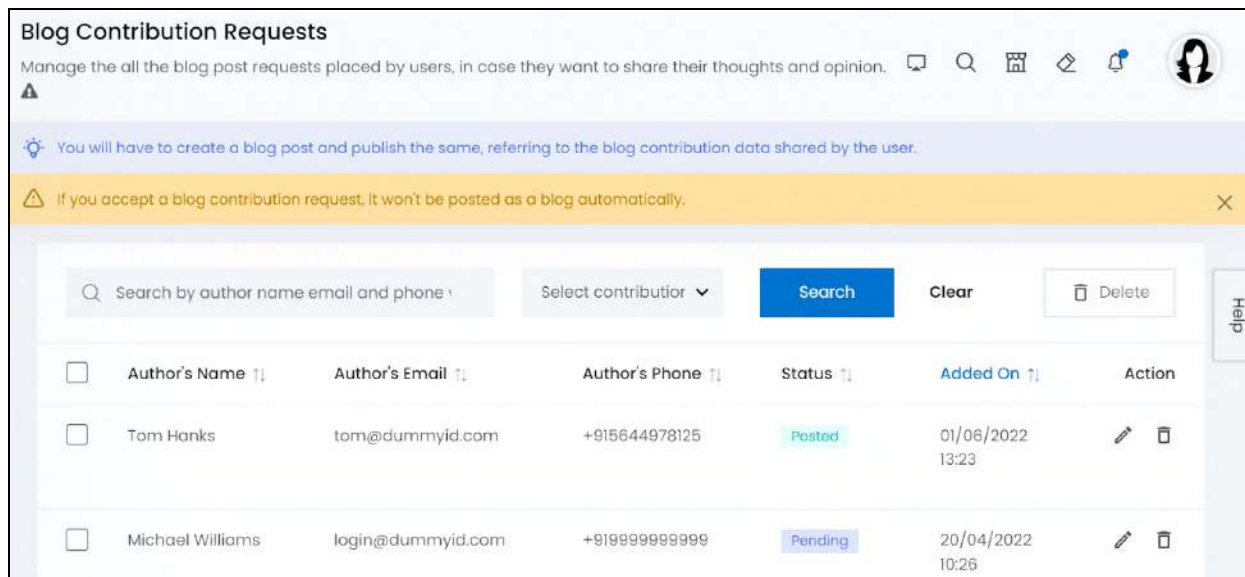 Blog Contribution Requests
Manage the all the blog post requests placed by users, in case they want to share their thoughts and opinion.
You will have to create a blog post and publish the same, referring to the blog contribution data shared by the user.
If you accept a blog contribution request, it won't be posted as a blog automatically.
Search by author name email and phone Select contributior Search Clear Delete
Help
Author's Name Author's Email Author's Phone Status Added On Action
Tom Hanks tom@dummyid.com +915644978125 Posted 01/06/2022
13:23
Michael Williams login@dummyid.com +919999999999 Pending 20/04/2022
10:26